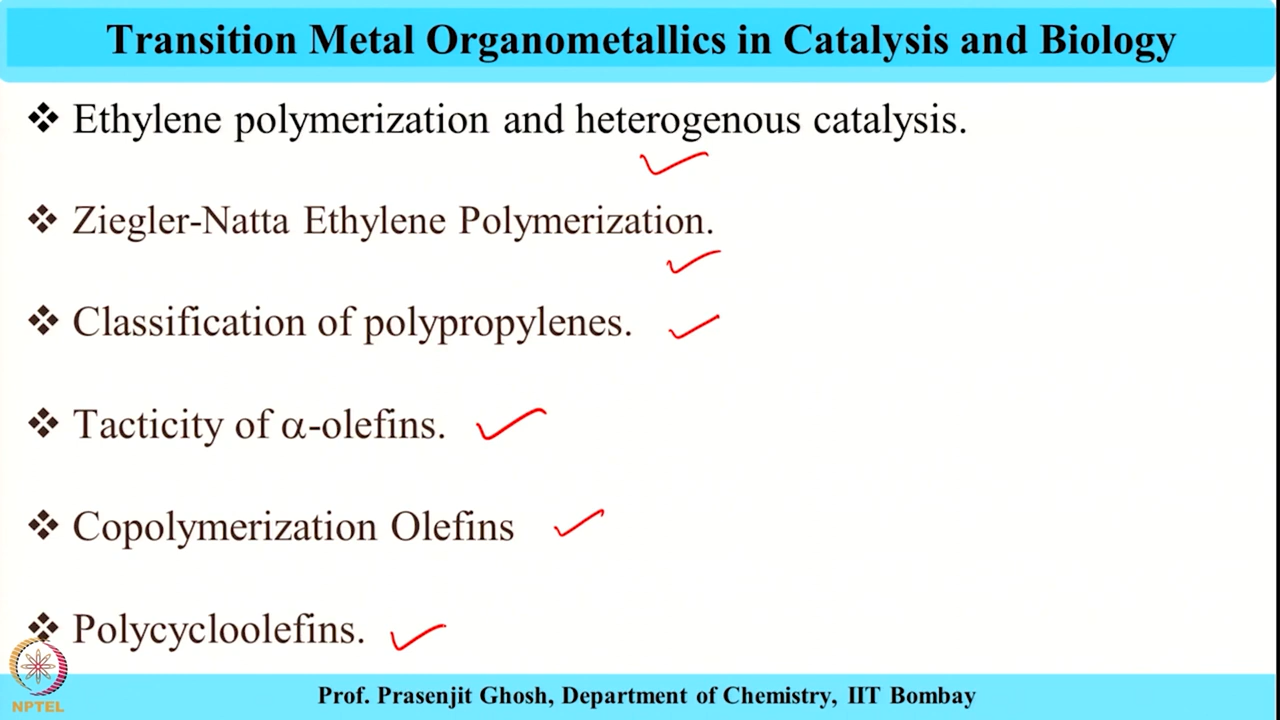 Transition Metal Organometallics in Catalysis and Biology
❖ Ethylene polymerization and heterogenous catalysis.
❖ Ziegler-Natta Ethylene Polymerization.
❖ Classification of polypropylenes.
❖ Tacticity of α-olefins.
❖ Copolymerization Olefins
❖ Polycycloolefins.
NPTEL
Prof. Prasenjit Ghosh, Department of Chemistry, IIT Bombay